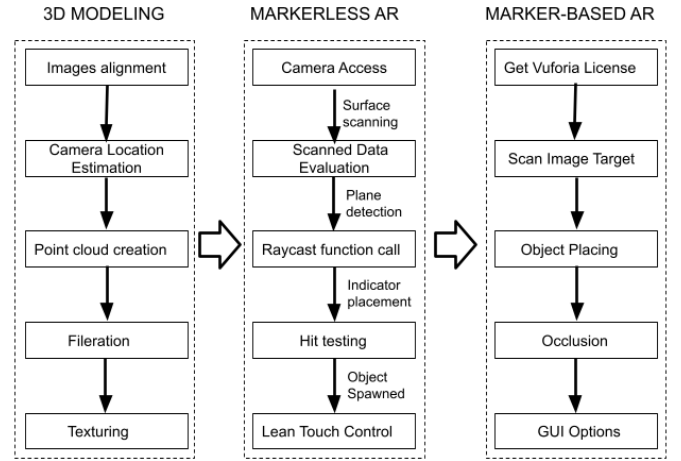 3D MODELING
Images alignment
Camera Location
Estimation
Point cloud creation
Fileration
Texturing
MARKERLESS AR
Camera Access
Surface
scanning
Scanned Data
Evaluation
Plane
detection
Raycast function call
Indicator
placement
Hit testing
Object
Spawned
Lean Touch Control
MARKER-BASED AR
Get Vuforia License
Scan Image Target
Object Placing
Occlusion
GUI Options